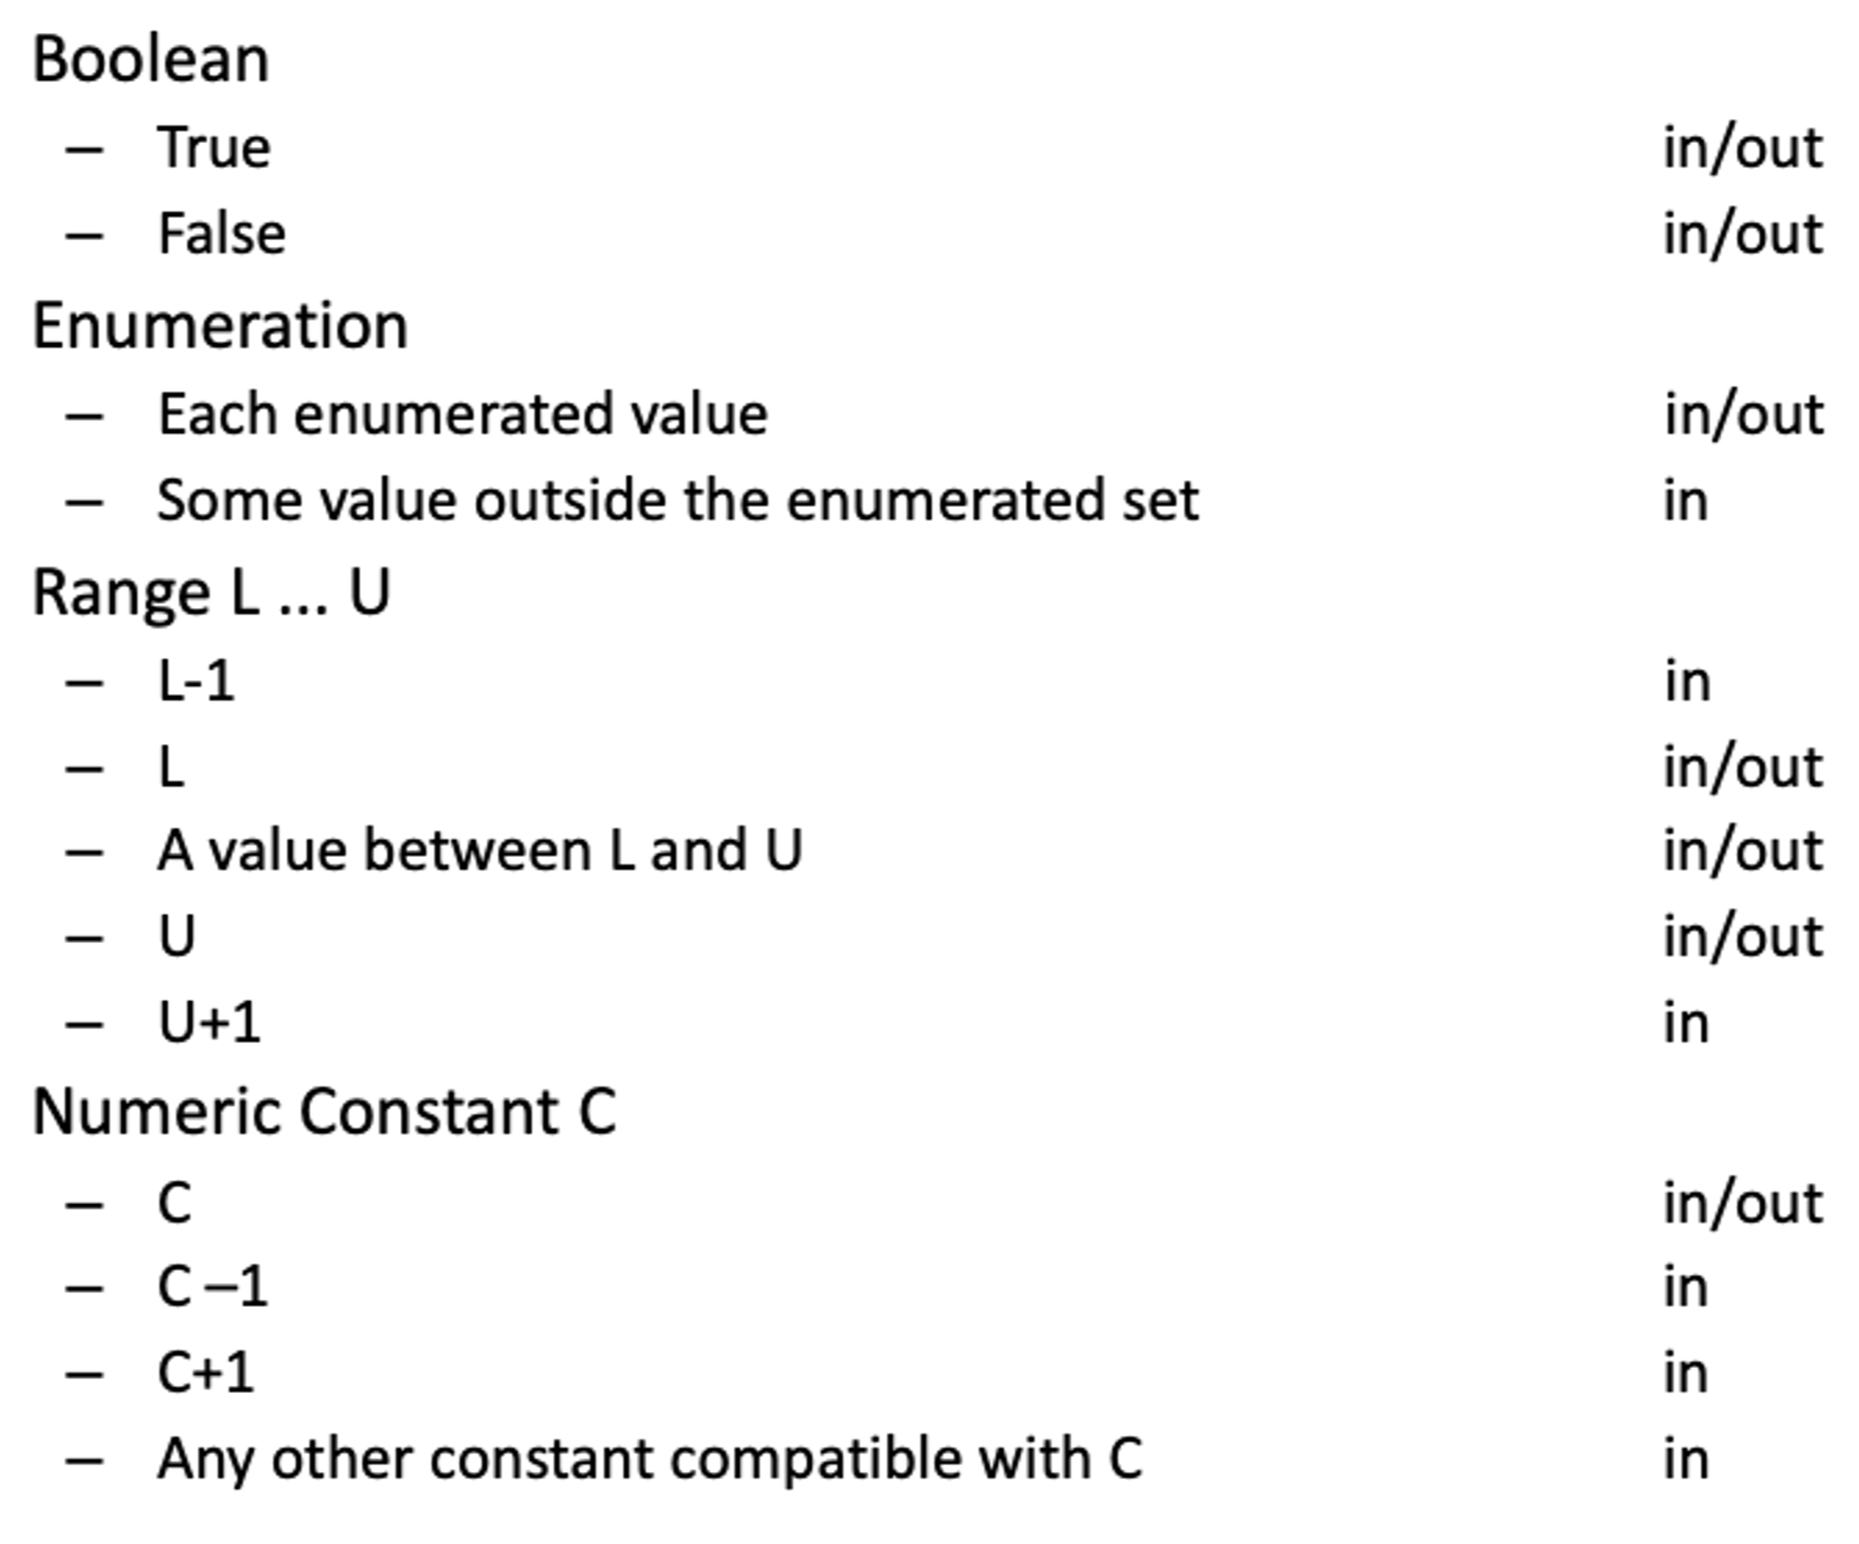 Boolean
– True in/out
– False in/out
Enumeration
– Each enumerated value in/out
– Some value outside the enumerated set in
Range L ... U
– L-1 in
– L in/out
– A value between L and U in/out
– U in/out
– U+1 in
Numeric Constant C
– C in/out
– C –1 in
– C+1 in
– Any other constant compatible with C in